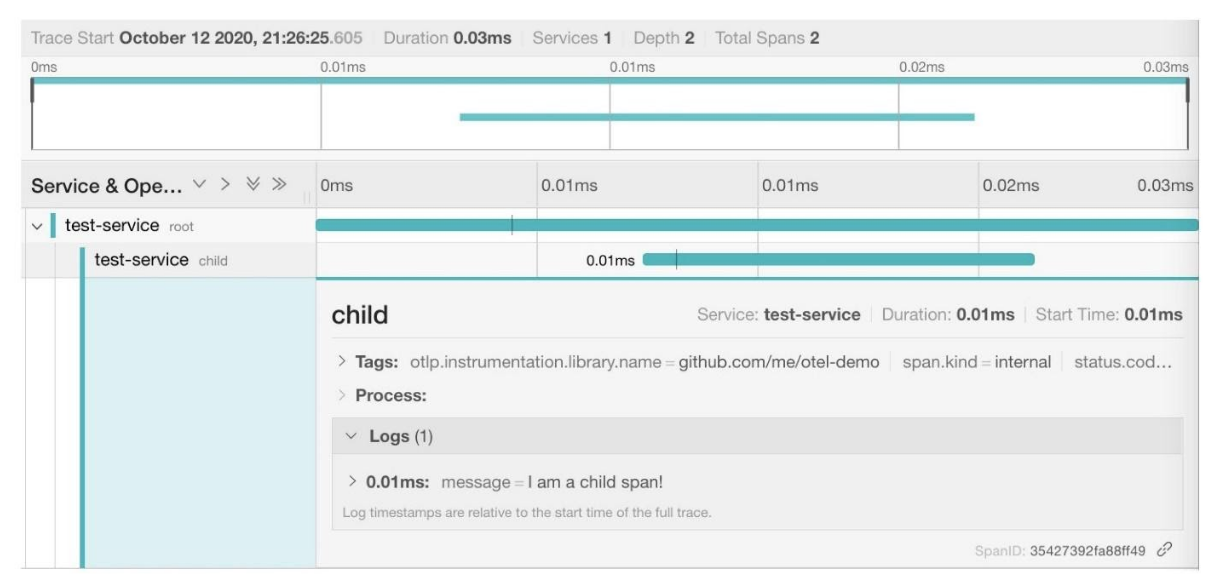 Trace Start October 12 2020, 21:26:25.605 Duration 0.03ms Services 1 Depth 2 Total Spans 2
0ms 0.01ms 0.01ms 0.02ms 0.03ms
Service & Ope... 0ms 0.01ms 0.01ms 0.02ms 0.03ms
test-service root
test-service child 0.01ms
child Service: test-service Duration: 0.01ms Start Time: 0.01ms
Tags: otlp.instrumentation.library.name = github.com/me/otel-demo span.kind = internal status.cod...
Process:
Logs (1)
0.01ms: message = I am a child span!
Log timestamps are relative to the start time of the full trace.
SpanID: 35427392fa88ff49